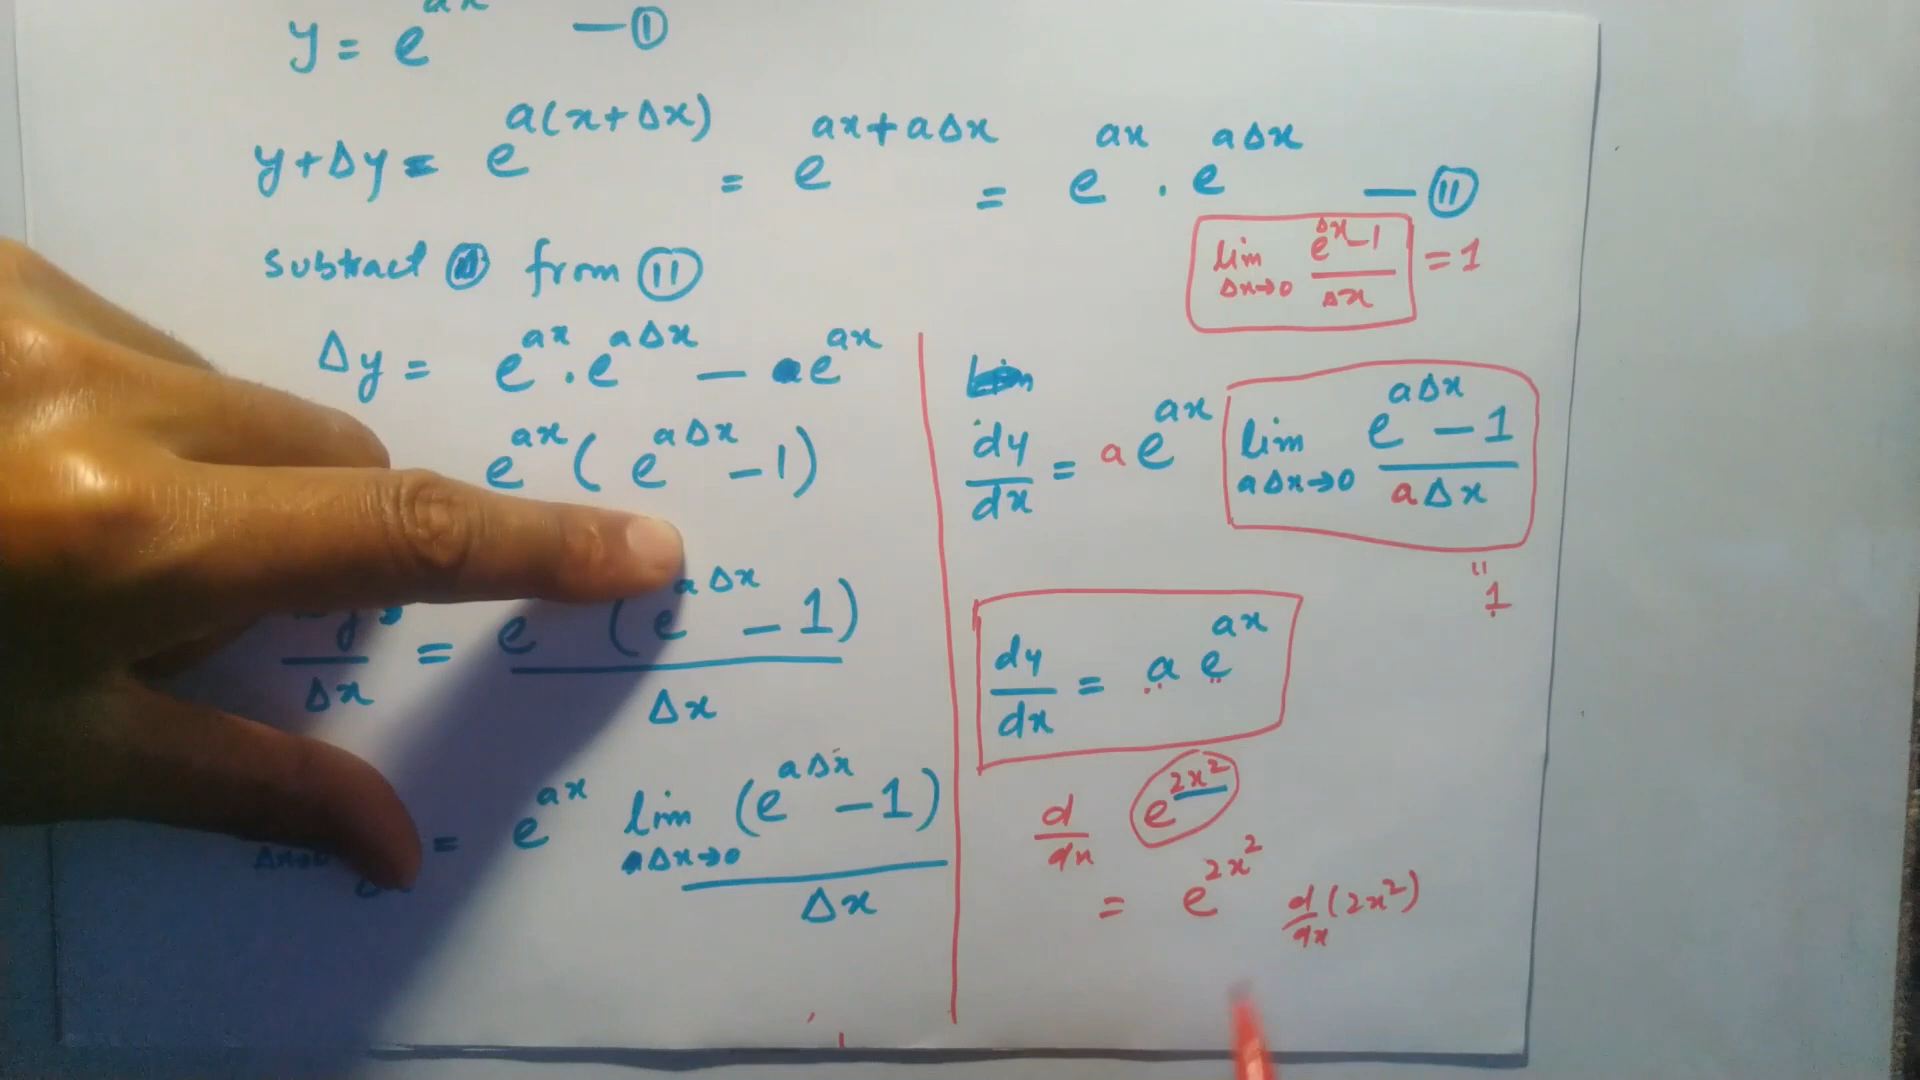 y = e^ax — ①
y+Δy = e^a(x+Δx) = e^ax+aΔx = e^ax . e^aΔx — ⑪
subtract ① from ⑪
lim Δx→0 e^Δx-1 / Δx = 1
Δy = e^ax . e^aΔx — e^ax
e^ax ( e^aΔx -1)
Δx = e (e^aΔx - 1) / Δx
= e^ax lim aΔx→0 (e^aΔx - 1) / Δx
dy/dx = a e^ax lim aΔx→0 e^aΔx - 1 / aΔx
" 1
dy/dx = a e^ax
d/dx e^2x²
= e^2x² d/dx (2x²)